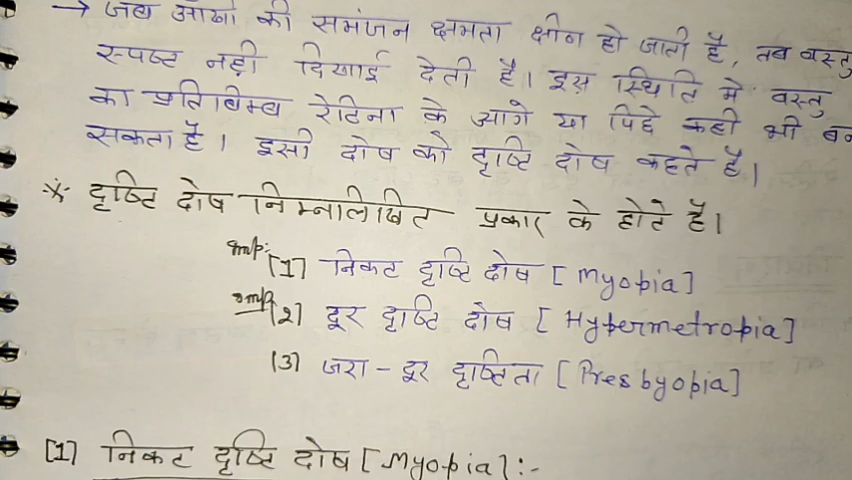 → जब आंखों की समंजन क्षमता क्षीण हो जाती है, तब वस्तु
स्पष्ट नही दिखाई देती है। इस स्थिति मे वस्तु
का प्रतिबिम्ब रेटिना के आगे या पिछे कही भी बन
सकता है। इसी दोष को दृष्टि दोष कहते है।
* दृष्टि दोष निम्नलिखित प्रकार के होते है।
Imp: [1] निकट दृष्टि दोष [Myopia]
Imp. (2) दूर दृष्टि दोष [Hypermetropia]
(3) जरा - दूर दृष्टिता [Presbyopia]
[1] निकट दृष्टि दोष [Myopia]:-